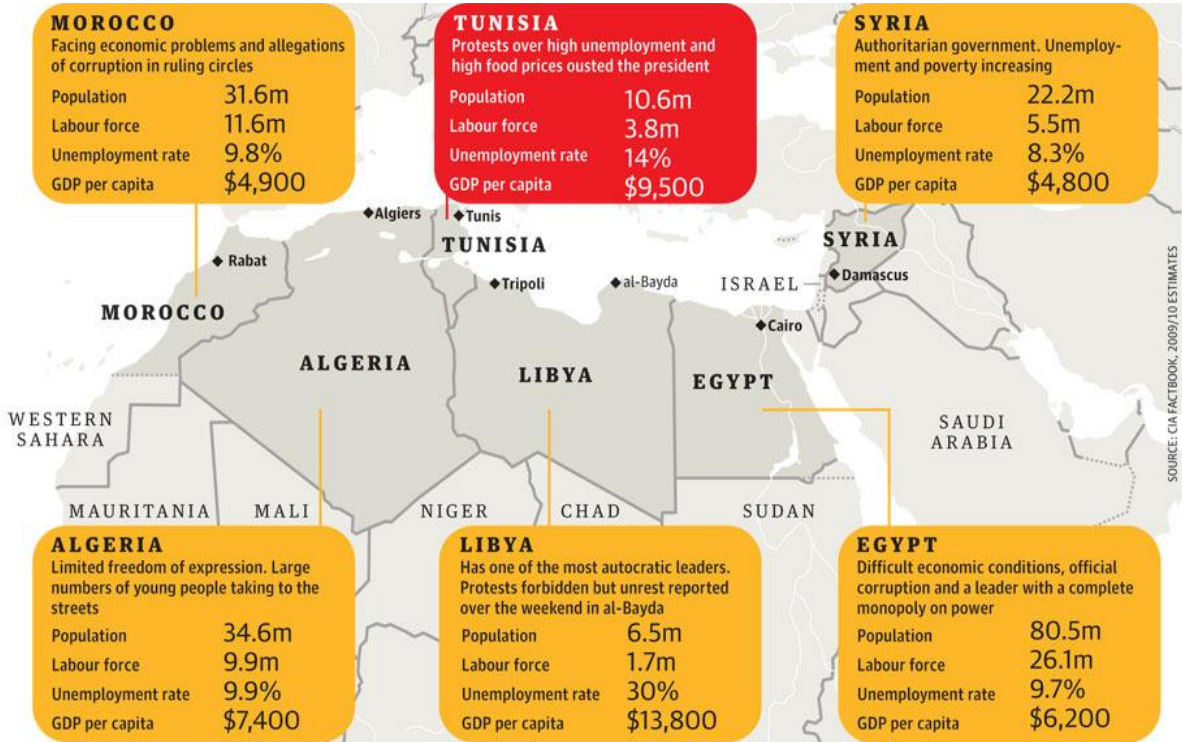 MOROCCO
Facing economic problems and allegations
of corruption in ruling circles
Population 31.6m
Labour force 11.6m
Unemployment rate 9.8%
GDP per capita $4,900
TUNISIA
Protests over high unemployment and
high food prices ousted the president
Population 10.6m
Labour force 3.8m
Unemployment rate 14%
GDP per capita $9,500
SYRIA
Authoritarian government. Unemploy-
ment and poverty increasing
Population 22.2m
Labour force 5.5m
Unemployment rate 8.3%
GDP per capita $4,800
Algiers
Tunis
TUNISIA
SYRIA
Rabat
Tripoli
al-Bayda
ISRAEL
Damascus
MOROCCO
Cairo
ALGERIA
LIBYA
EGYPT
WESTERN
SAHARA
SAUDI
ARABIA
MAURITANIA
MALI
NIGER
CHAD
SUDAN
SOURCE: CIA FACTBOOK, 2009/10 ESTIMATES
ALGERIA
Limited freedom of expression. Large
numbers of young people taking to the
streets
Population 34.6m
Labour force 9.9m
Unemployment rate 9.9%
GDP per capita $7,400
LIBYA
Has one of the most autocratic leaders.
Protests forbidden but unrest reported
over the weekend in al-Bayda
Population 6.5m
Labour force 1.7m
Unemployment rate 30%
GDP per capita $13,800
EGYPT
Difficult economic conditions, official
corruption and a leader with a complete
monopoly on power
Population 80.5m
Labour force 26.1m
Unemployment rate 9.7%
GDP per capita $6,200